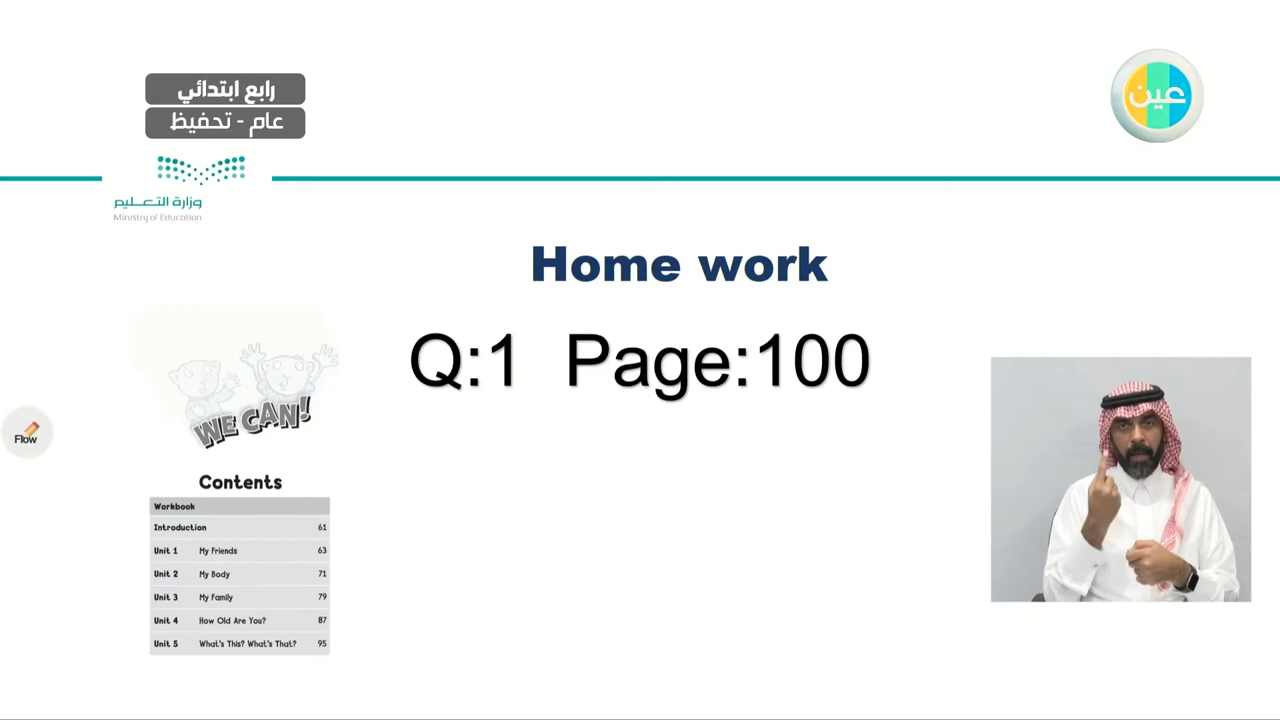 رابع ابتدائي
عام - تحفيظ
عين
وزارة التعليم
Ministry of Education
Home work
Q:1 Page:100
WE CAN!
Flow
Contents
Workbook
Introduction 61
Unit 1 My Friends 63
Unit 2 My Body 71
Unit 3 My Family 79
Unit 4 How Old Are You? 87
Unit 5 What's This? What's That? 95